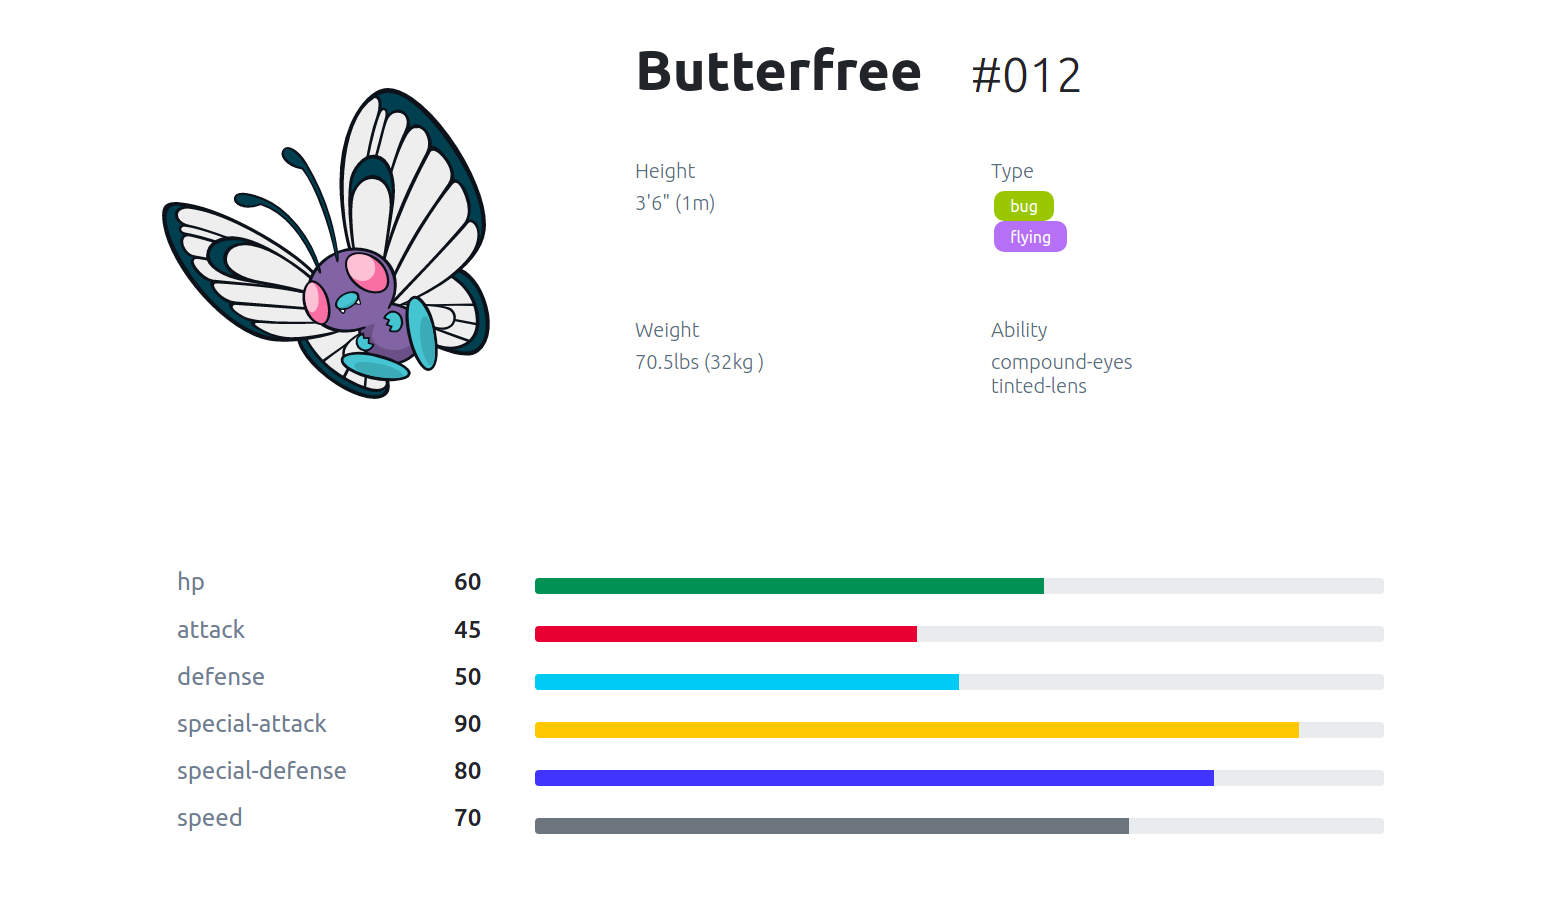 Butterfree #012
Height
3'6" (1m)
Type
bug
flying
Weight
70.5lbs (32kg )
Ability
compound-eyes
tinted-lens
hp 60
attack 45
defense 50
special-attack 90
special-defense 80
speed 70